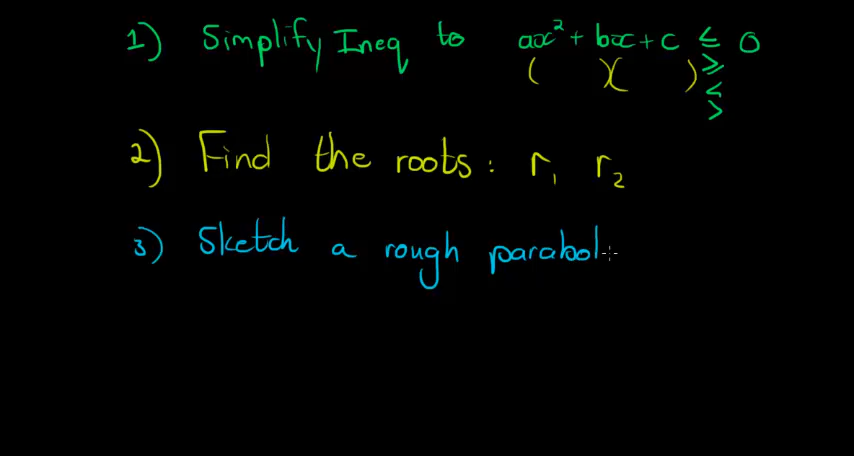 1) Simplify Ineq to ax² + bx + c ≤ 0
( )( ) ≥
<
>
2) Find the roots : r₁ r₂
3) Sketch a rough parabol